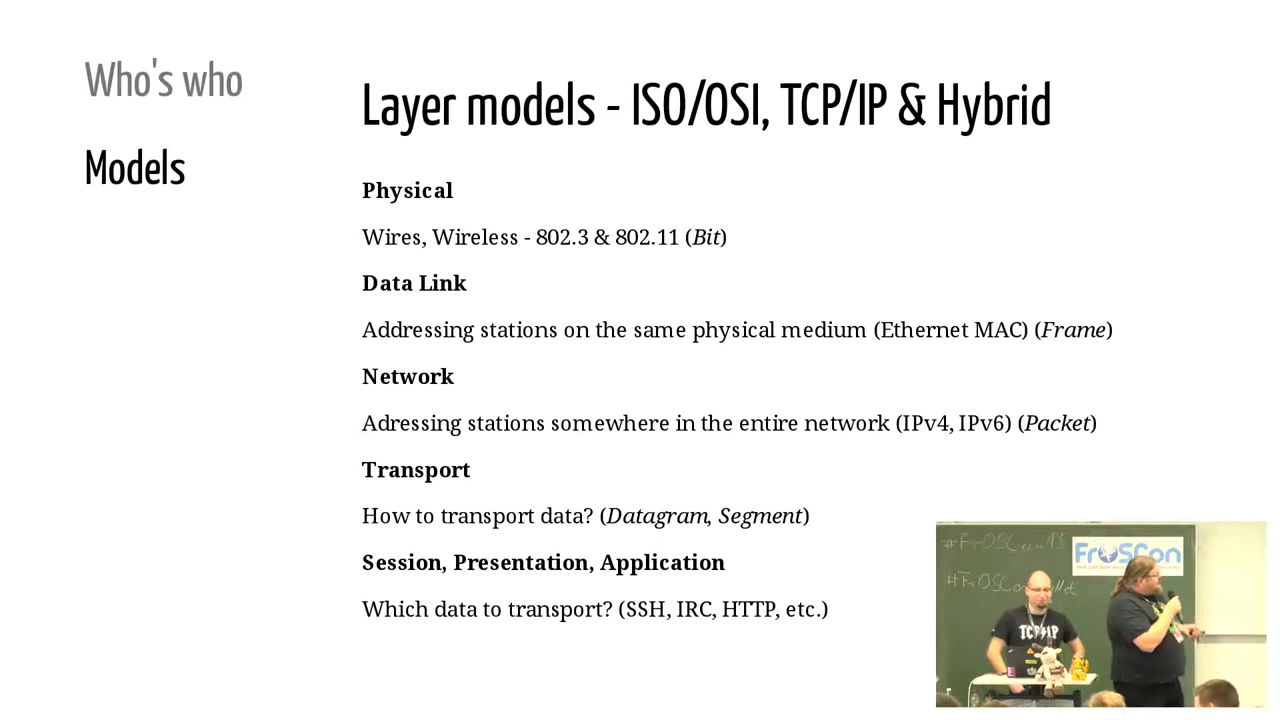 Who's who
Models
Layer models - ISO/OSI, TCP/IP & Hybrid
Physical
Wires, Wireless - 802.3 & 802.11 (Bit)
Data Link
Addressing stations on the same physical medium (Ethernet MAC) (Frame)
Network
Adressing stations somewhere in the entire network (IPv4, IPv6) (Packet)
Transport
How to transport data? (Datagram, Segment)
Session, Presentation, Application
Which data to transport? (SSH, IRC, HTTP, etc.)
FrOSCon
TCP/IP